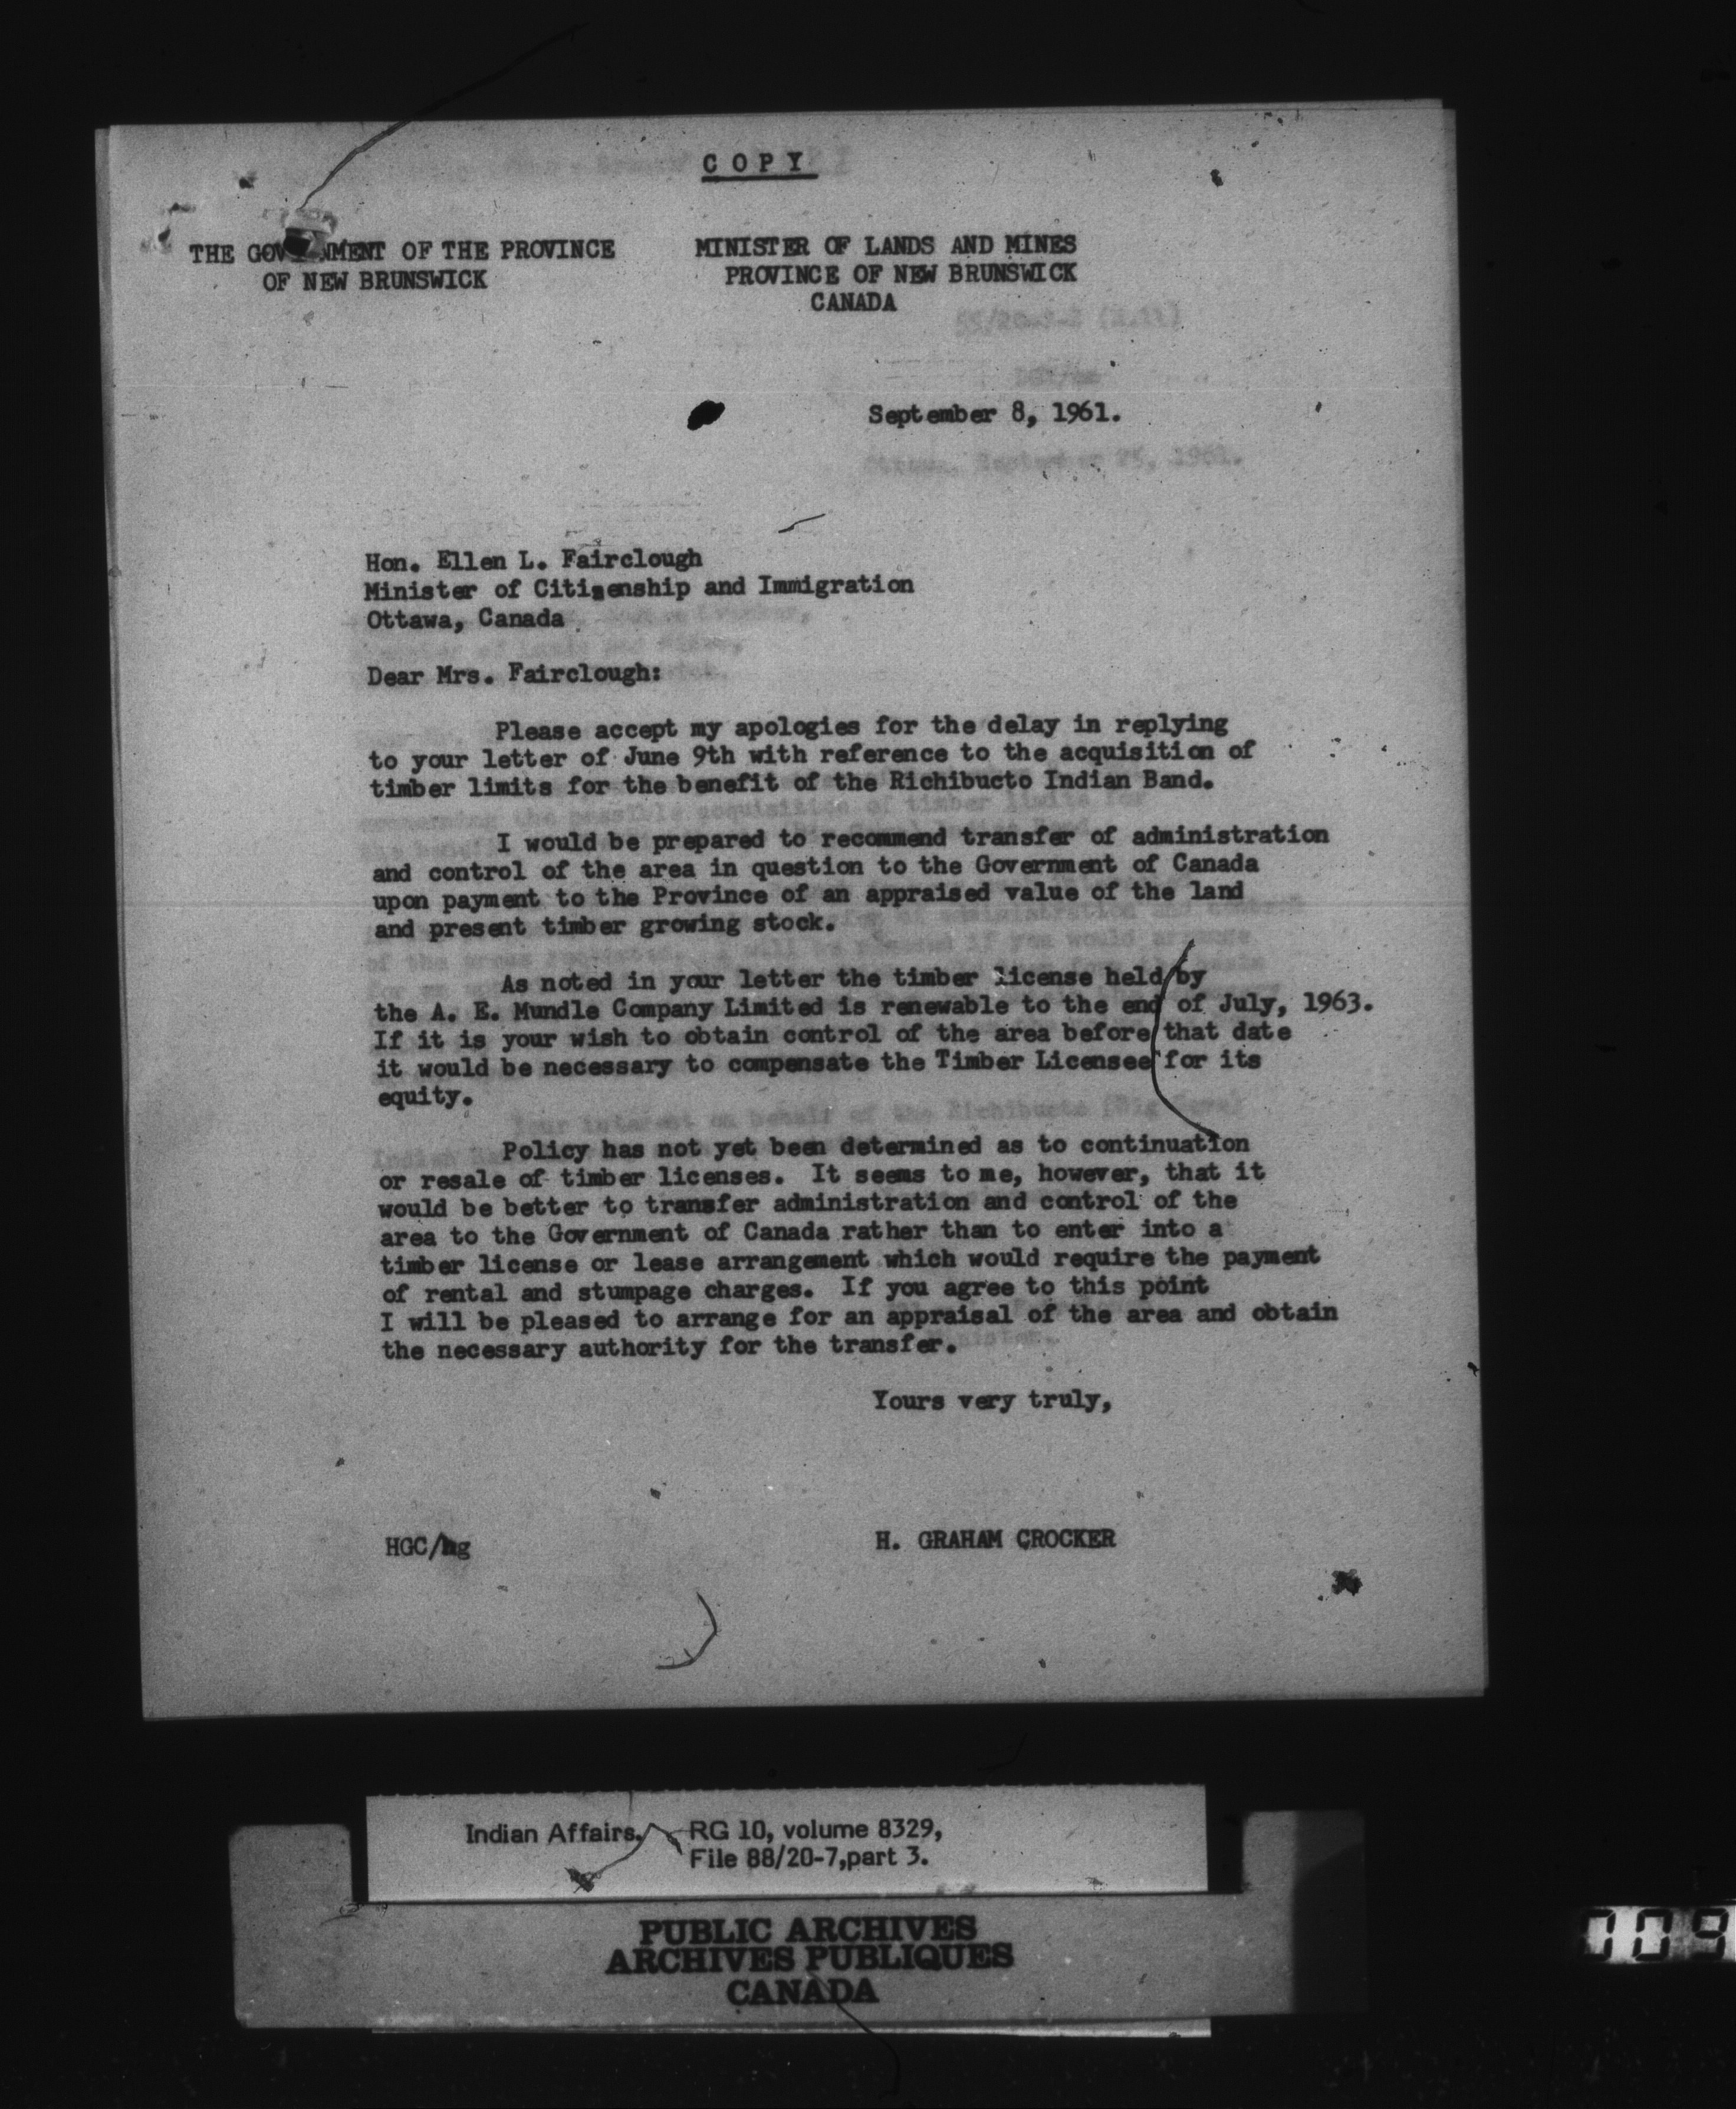 COPY
THE GOVERNMENT OF THE PROVINCE
OF NEW BRUNSWICK
MINISTER OF LANDS AND MINES
PROVINCE OF NEW BRUNSWICK
CANADA
September 8, 1961.
Ottawa, September 25, 1961.
Hon. Ellen L. Fairclough
Minister of Citizenship and Immigration
Ottawa, Canada
Dear Mrs. Fairclough:
Please accept my apologies for the delay in replying
to your letter of June 9th with reference to the acquisition of
timber limits for the benefit of the Richibucto Indian Band.
I would be prepared to recommend transfer of administration
and control of the area in question to the Government of Canada
upon payment to the Province of an appraised value of the land
and present timber growing stock.
As noted in your letter the timber license held by
the A. E. Mundle Company Limited is renewable to the end of July, 1963.
If it is your wish to obtain control of the area before that date
it would be necessary to compensate the Timber Licensee for its
equity.
Policy has not yet been determined as to continuation
or resale of timber licenses. It seems to me, however, that it
would be better to transfer administration and control of the
area to the Government of Canada rather than to enter into a
timber license or lease arrangement which would require the payment
of rental and stumpage charges. If you agree to this point
I will be pleased to arrange for an appraisal of the area and obtain
the necessary authority for the transfer.
Yours very truly,
HGC/hg
H. GRAHAM CROCKER
Indian Affairs. RG 10, volume 8329,
File 88/20-7,part 3.
PUBLIC ARCHIVES
ARCHIVES PUBLIQUES
CANADA
009